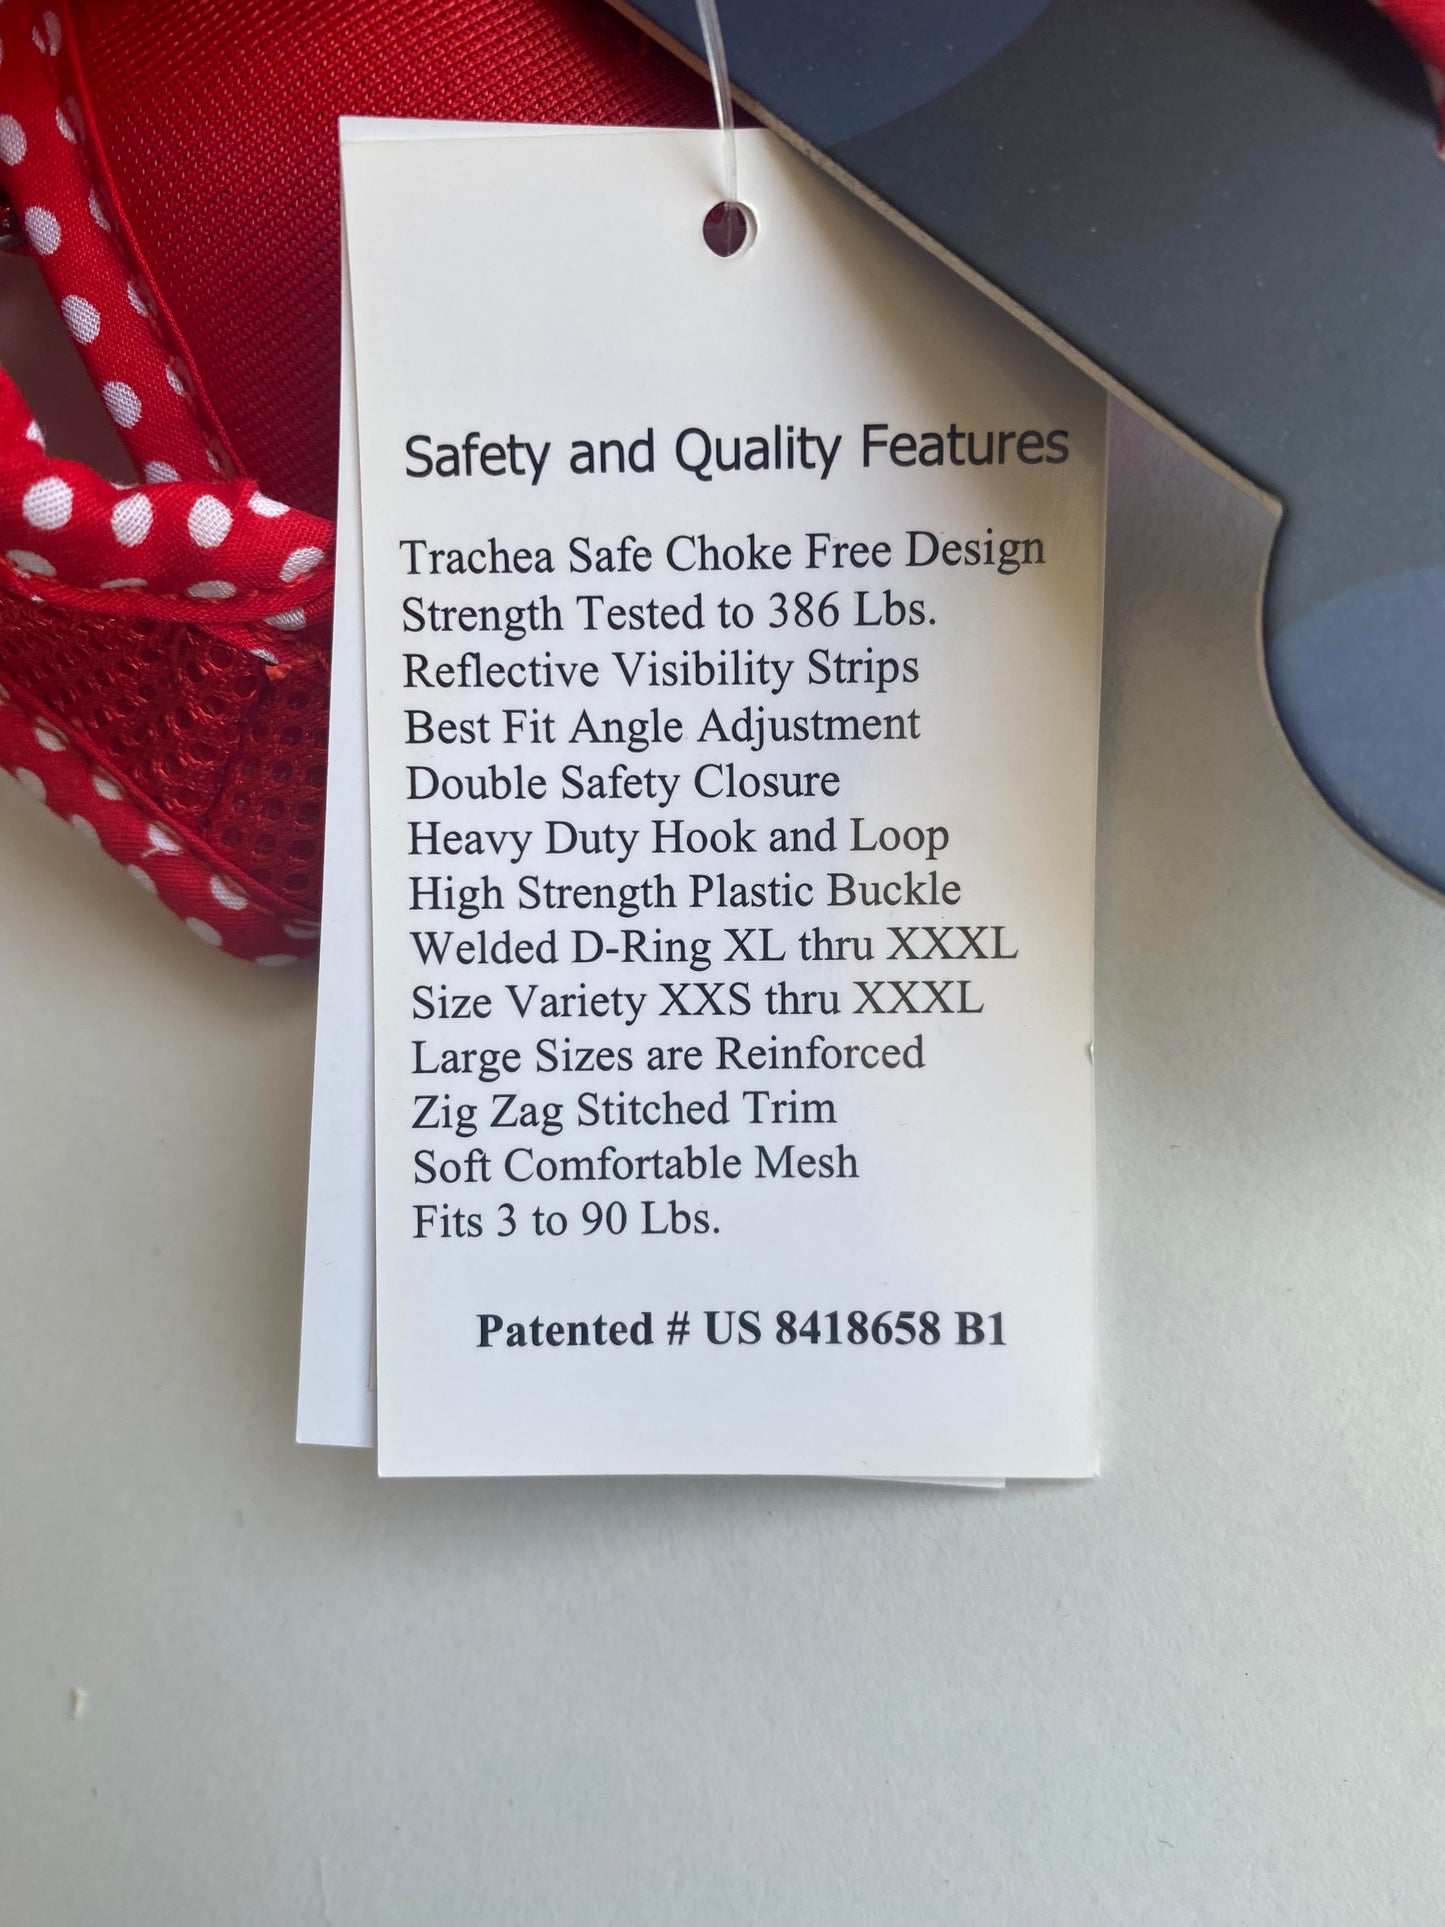 Safety and Quality Features
Trachea Safe Choke Free Design
Strength Tested to 386 Lbs.
Reflective Visibility Strips
Best Fit Angle Adjustment
Double Safety Closure
Heavy Duty Hook and Loop
High Strength Plastic Buckle
Welded D-Ring XL thru XXXL
Size Variety XXS thru XXXL
Large Sizes are Reinforced
Zig Zag Stitched Trim
Soft Comfortable Mesh
Fits 3 to 90 Lbs.
Patented # US 8418658 B1